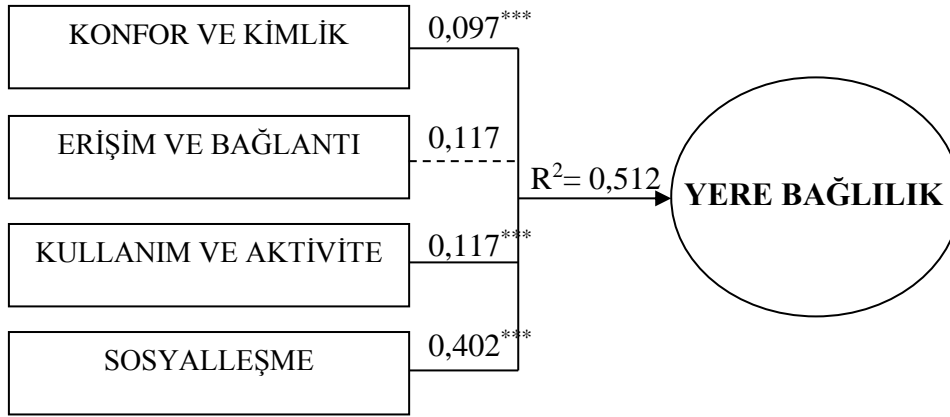 KONFOR VE KİMLİK
0,097***
ERİŞİM VE BAĞLANTI
0,117
R²= 0,512
YERE BAĞLILIK
KULLANIM VE AKTİVİTE
0,117***
SOSYALLEŞME
0,402***